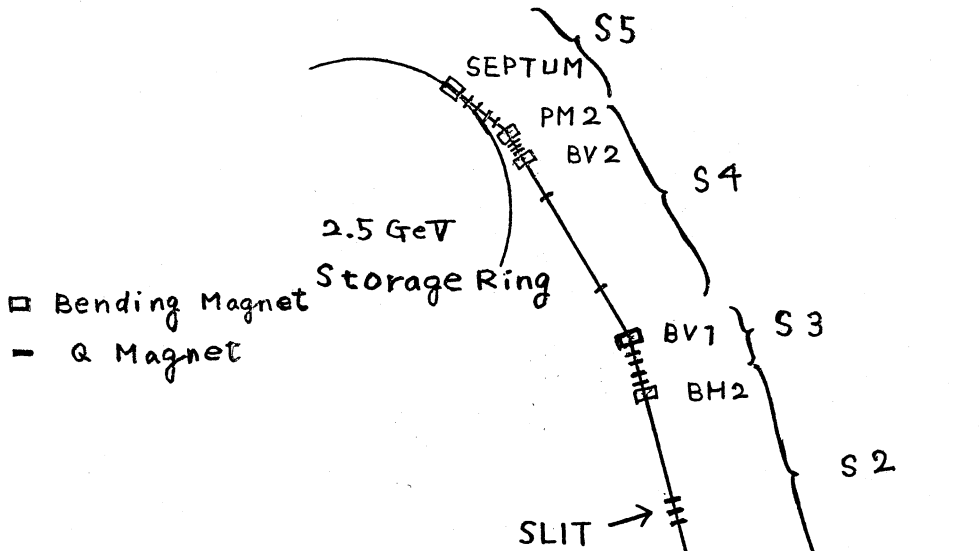 S5
SEPTUM
PM2
BV2
S4
2.5 GeV
Storage Ring
Bending Magnet
Q Magnet
BV1
S3
BH2
S2
SLIT